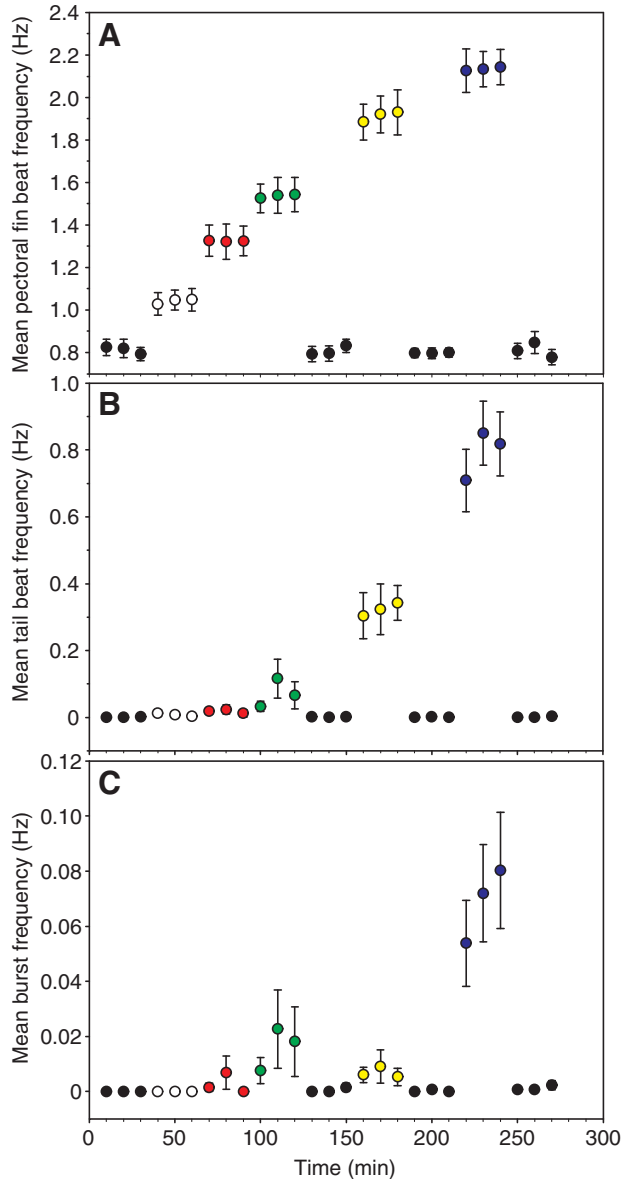 A
Mean pectoral fin beat frequency (Hz)
2.4
2.2
2.0
1.8
1.6
1.4
1.2
1.0
0.8
B
Mean tail beat frequency (Hz)
1.0
0.8
0.6
0.4
0.2
0
C
Mean burst frequency (Hz)
0.12
0.10
0.08
0.06
0.04
0.02
0
0 50 100 150 200 250 300
Time (min)